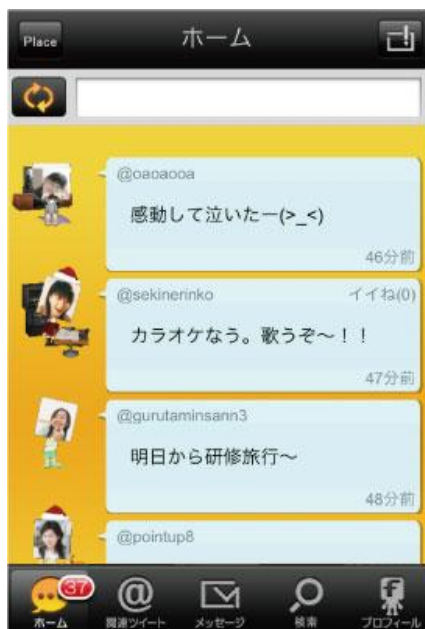 Place
ホーム
@oaoaooa
感動して泣いたー(>_<)
46分前
@sekinerinko
イイね(0)
カラオケなう。歌うぞ～！！
47分前
@gurutaminsann3
明日から研修旅行～
48分前
@pointup8
37
ホーム
関連ツイート
メッセージ
検索
プロフィール